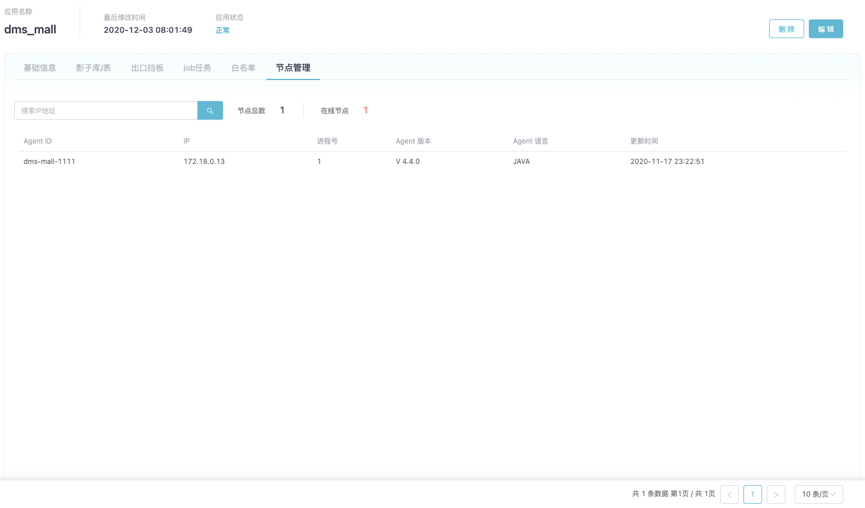 应用名称
dms_mall
最后修改时间
2020-12-03 08:01:49
应用状态
正常
删 除
编 辑
基础信息 影子库/表 出口挡板 job任务 白名单 节点管理
搜索IP地址
节点总数 1 在线节点 1
Agent ID IP 进程号 Agent 版本 Agent 语言 更新时间
dms-mall-1111 172.18.0.13 1 V 4.4.0 JAVA 2020-11-17 23:22:51
共 1 条数据 第1页 / 共 1页 < 1 > 10 条/页